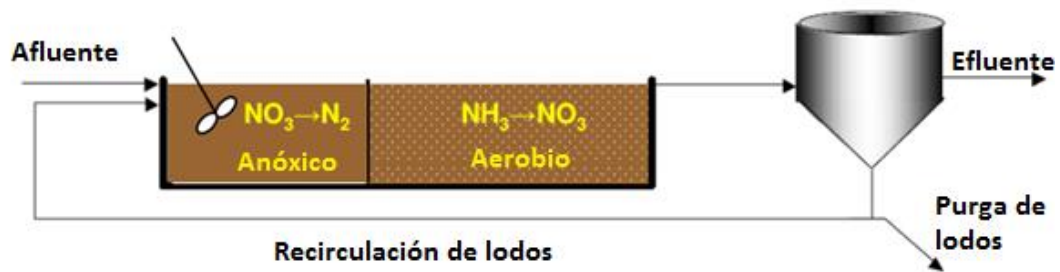 Afluente
Efluente
NO₃→N₂
NH₃→NO₃
Anóxico
Aerobio
Purga de
lodos
Recirculación de lodos